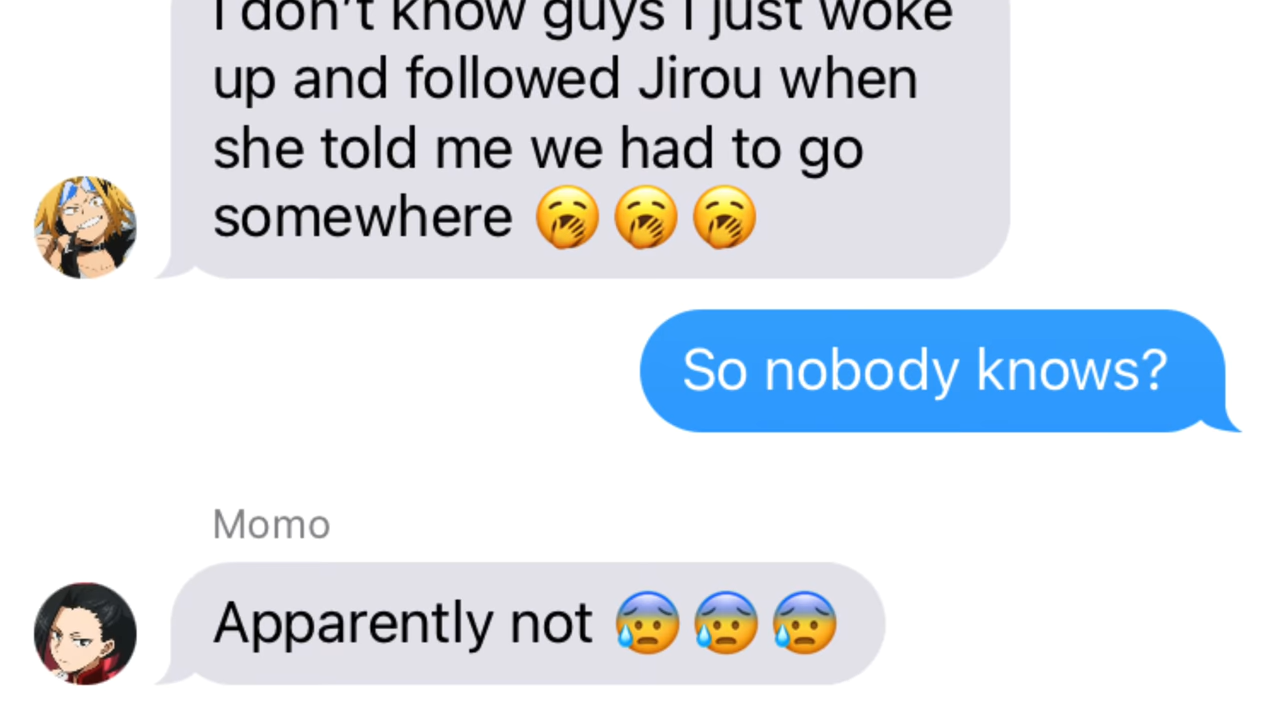 I don't know guys I just woke
up and followed Jirou when
she told me we had to go
somewhere 🥱🥱🥱
So nobody knows?
Momo
Apparently not 😰😰😰